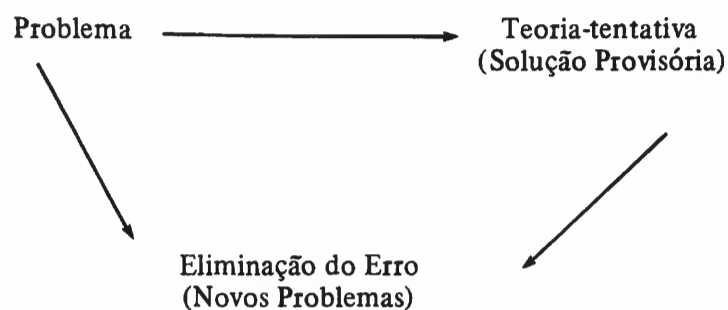 Problema
Teoria-tentativa
(Solução Provisória)
Eliminação do Erro
(Novos Problemas)